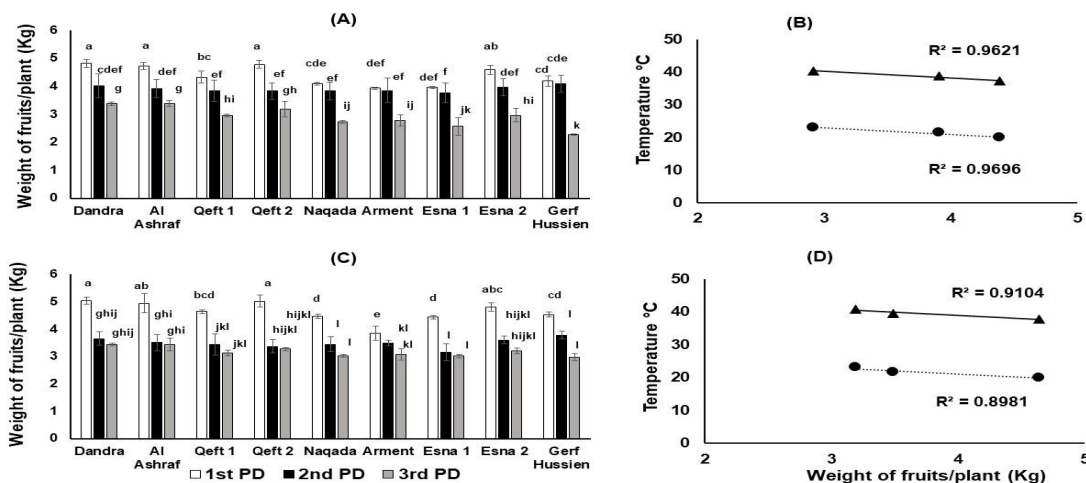 (A)
Weight of fruits/plant (Kg)
6
5
4
3
2
1
0
a
cdef
g
a
def
g
bc
ef
hi
a
ef
gh
cde
ef
ij
def
ef
ij
def
f
jk
ab
def
hi
cd
cde
k
Dandra
Al Ashraf
Qeft 1
Qeft 2
Naqada
Arment
Esna 1
Esna 2
Gerf Hussien
(B)
Temperature °C
50
40
30
20
10
0
R² = 0.9621
R² = 0.9696
2
3
4
5
(C)
Weight of fruits/plant (Kg)
6
5
4
3
2
1
0
a
ghij
ghij
ab
ghi
ghi
bcd
jkl
jkl
a
hijkl
hijkl
d
l
l
e
kl
kl
d
l
l
abc
hijkl
hijkl
cd
l
l
Dandra
Al Ashraf
Qeft 1
Qeft 2
Naqada
Arment
Esna 1
Esna 2
Gerf Hussien
1st PD
2nd PD
3rd PD
(D)
Temperature °C
50
40
30
20
10
0
R² = 0.9104
R² = 0.8981
2
3
4
5
Weight of fruits/plant (Kg)